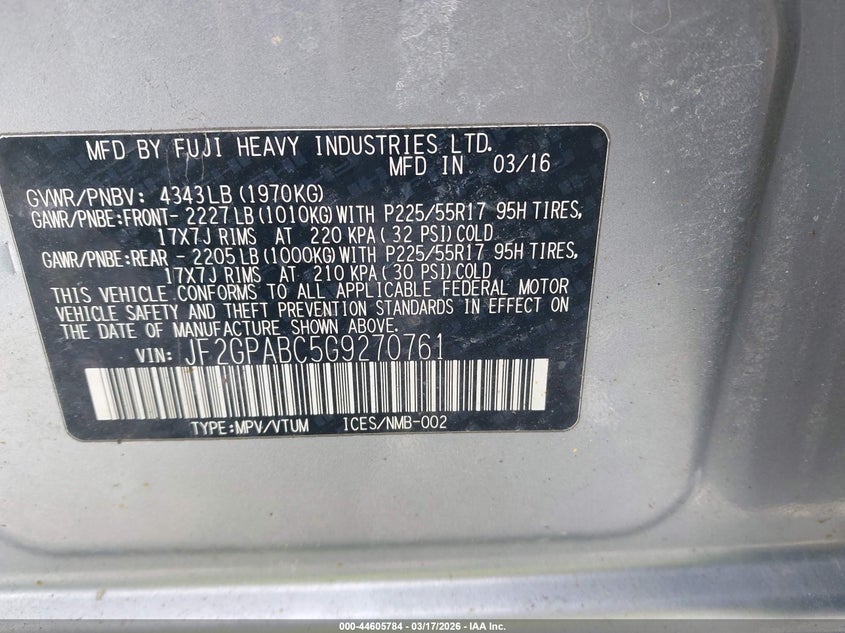 MFD BY FUJI HEAVY INDUSTRIES LTD.
MFD IN 03/16
GVWR/PNBV: 4343LB(1970KG)
GAWR/PNBE:FRONT- 2227LB(1010KG)WITH P225/55R17 95H TIRES,
17X7J RIMS AT 220 KPA( 32 PSI)COLD
GAWR/PNBE:REAR - 2205LB(1000KG)WITH P225/55R17 95H TIRES,
17X7J RIMS AT 210 KPA( 30 PSI)COLD
THIS VEHICLE CONFORMS TO ALL APPLICABLE FEDERAL MOTOR
VEHICLE SAFETY AND THEFT PREVENTION STANDARDS IN EFFECT ON
THE DATE OF MANUFACTURE SHOWN ABOVE.
VIN: JF2GPABC5G9270761
TYPE:MPV/VTUM ICES/NMB-002
000-44605784 | 03/17/2026 | IAA Inc.